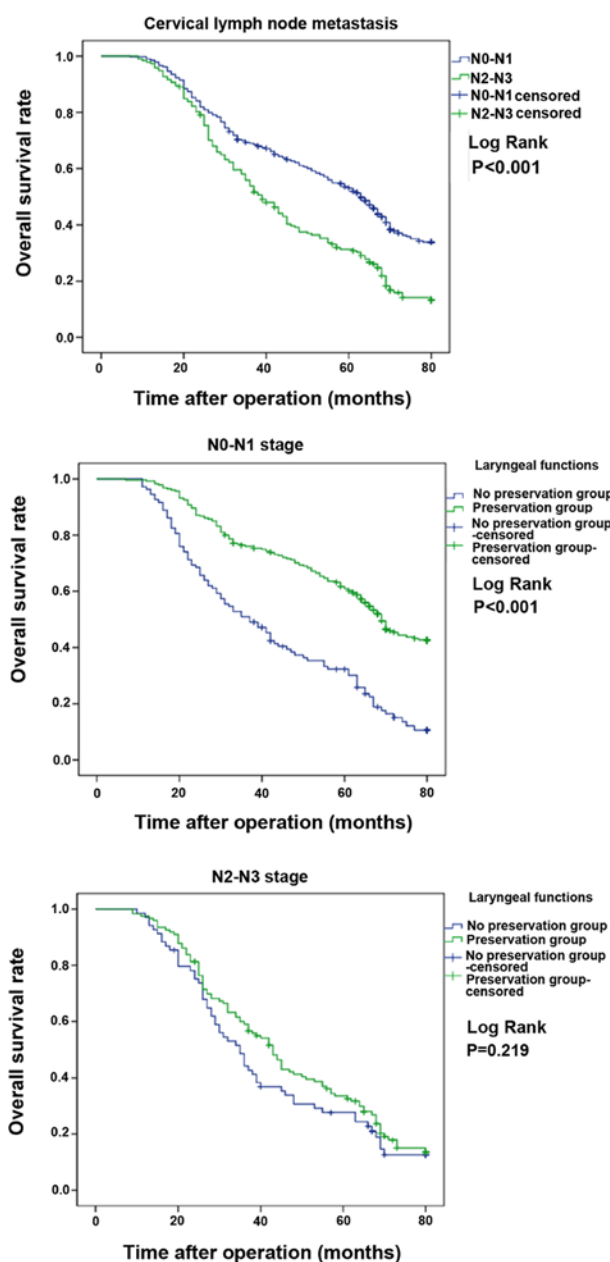 Cervical lymph node metastasis
N0-N1
N2-N3
N0-N1 censored
N2-N3 censored
Log Rank
P<0.001
Overall survival rate
1.0
0.8
0.6
0.4
0.2
0.0
0 20 40 60 80
Time after operation (months)
N0-N1 stage
Laryngeal functions
No preservation group
Preservation group
No preservation group
-censored
Preservation group-
censored
Log Rank
P<0.001
Overall survival rate
1.0
0.8
0.6
0.4
0.2
0.0
0 20 40 60 80
Time after operation (months)
N2-N3 stage
Laryngeal functions
No preservation group
Preservation group
No preservation group
-censored
Preservation group-
censored
Log Rank
P=0.219
Overall survival rate
1.0
0.8
0.6
0.4
0.2
0.0
0 20 40 60 80
Time after operation (months)